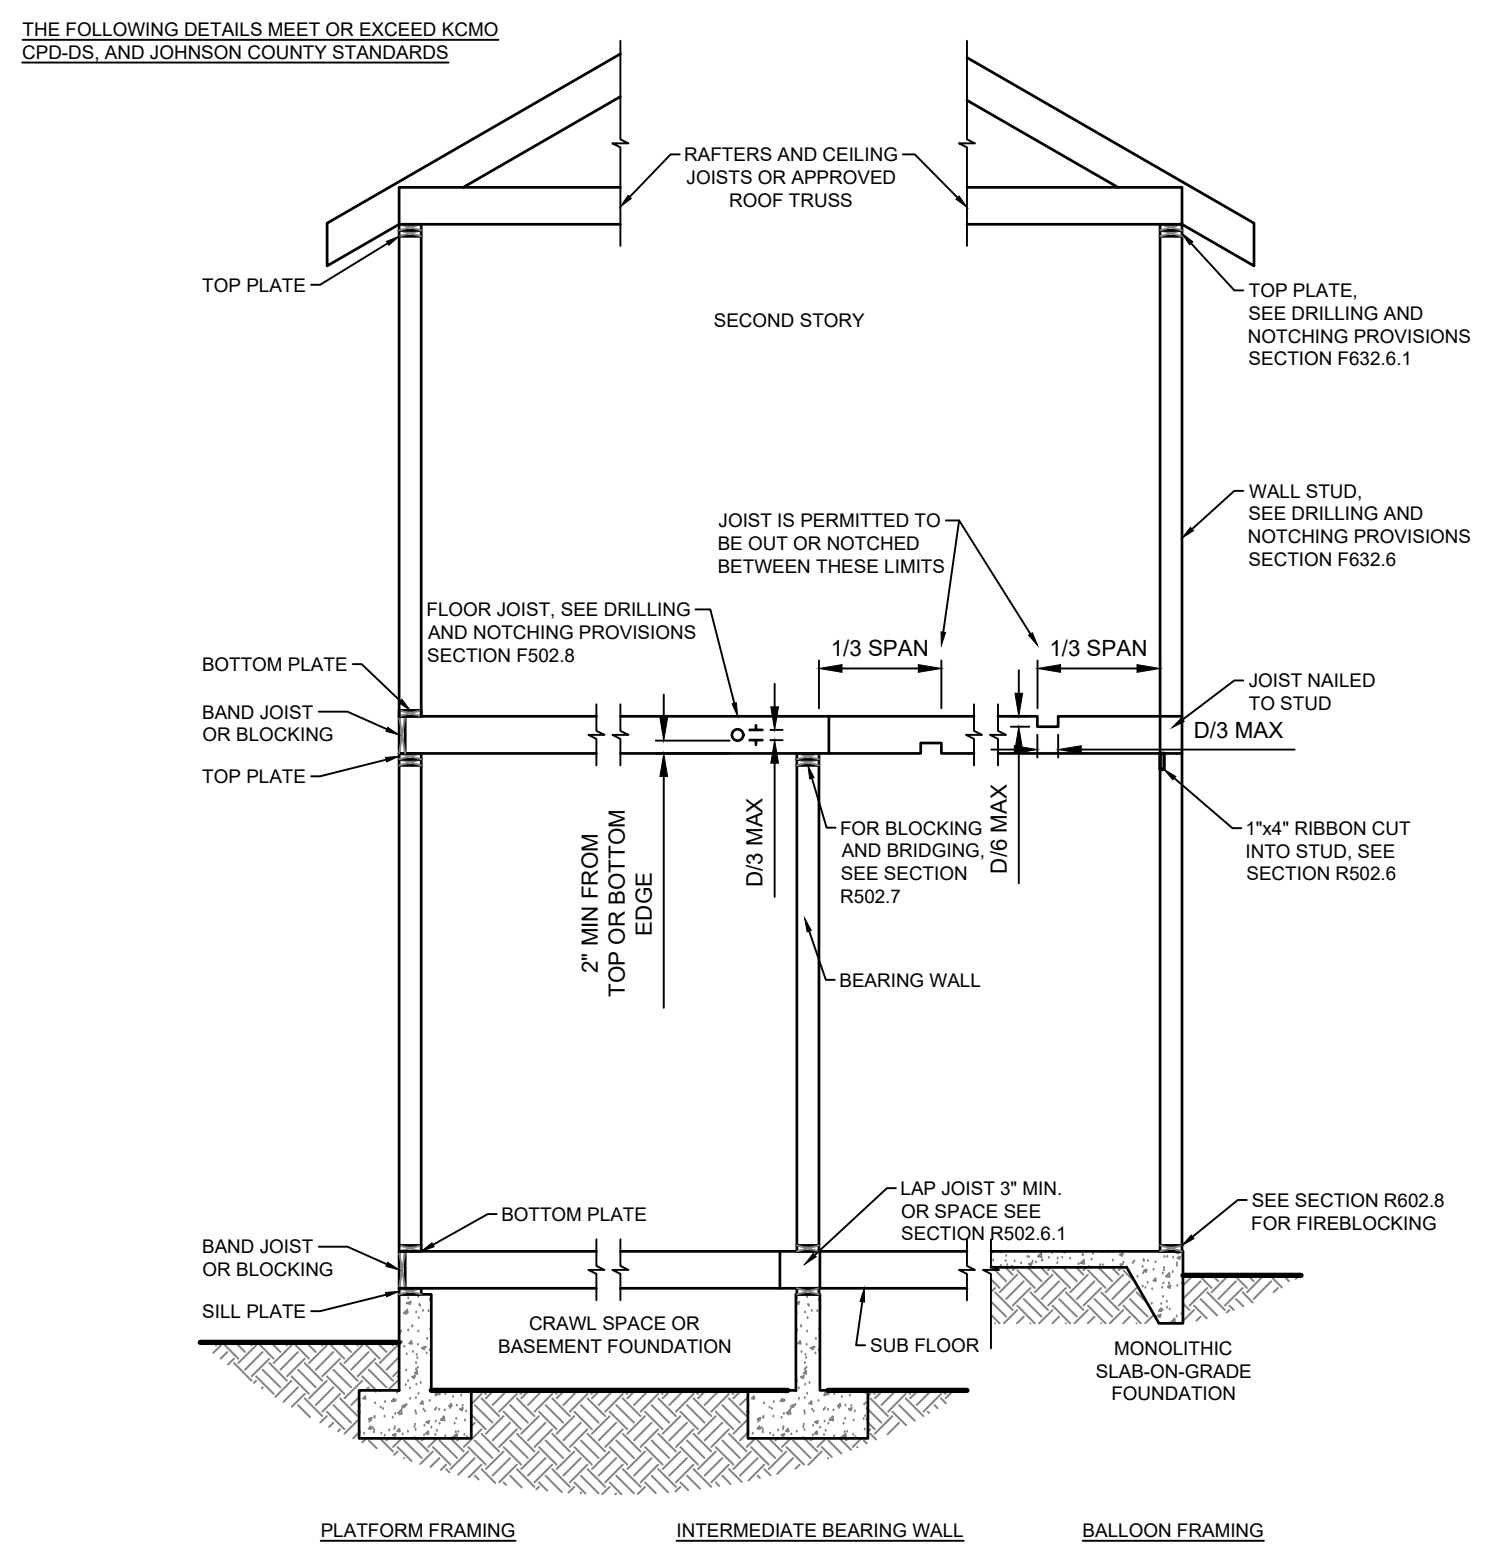 THE FOLLOWING DETAILS MEET OR EXCEED KCMO
CPD-DS, AND JOHNSON COUNTY STANDARDS
RAFTERS AND CEILING
JOISTS OR APPROVED
ROOF TRUSS
TOP PLATE
TOP PLATE,
SEE DRILLING AND
NOTCHING PROVISIONS
SECTION F632.6.1
SECOND STORY
WALL STUD,
SEE DRILLING AND
NOTCHING PROVISIONS
SECTION F632.6
JOIST IS PERMITTED TO
BE OUT OR NOTCHED
BETWEEN THESE LIMITS
FLOOR JOIST, SEE DRILLING
AND NOTCHING PROVISIONS
SECTION F502.8
1/3 SPAN
1/3 SPAN
BOTTOM PLATE
BAND JOIST
OR BLOCKING
TOP PLATE
JOIST NAILED
TO STUD
D/3 MAX
2" MIN FROM
TOP OR BOTTOM
EDGE
D/3 MAX
FOR BLOCKING
AND BRIDGING,
SEE SECTION
R502.7
D/6 MAX
1"x4" RIBBON CUT
INTO STUD, SEE
SECTION R502.6
BEARING WALL
LAP JOIST 3" MIN.
OR SPACE SEE
SECTION R502.6.1
SEE SECTION R602.8
FOR FIREBLOCKING
BOTTOM PLATE
BAND JOIST
OR BLOCKING
SILL PLATE
CRAWL SPACE OR
BASEMENT FOUNDATION
SUB FLOOR
MONOLITHIC
SLAB-ON-GRADE
FOUNDATION
PLATFORM FRAMING
INTERMEDIATE BEARING WALL
BALLOON FRAMING